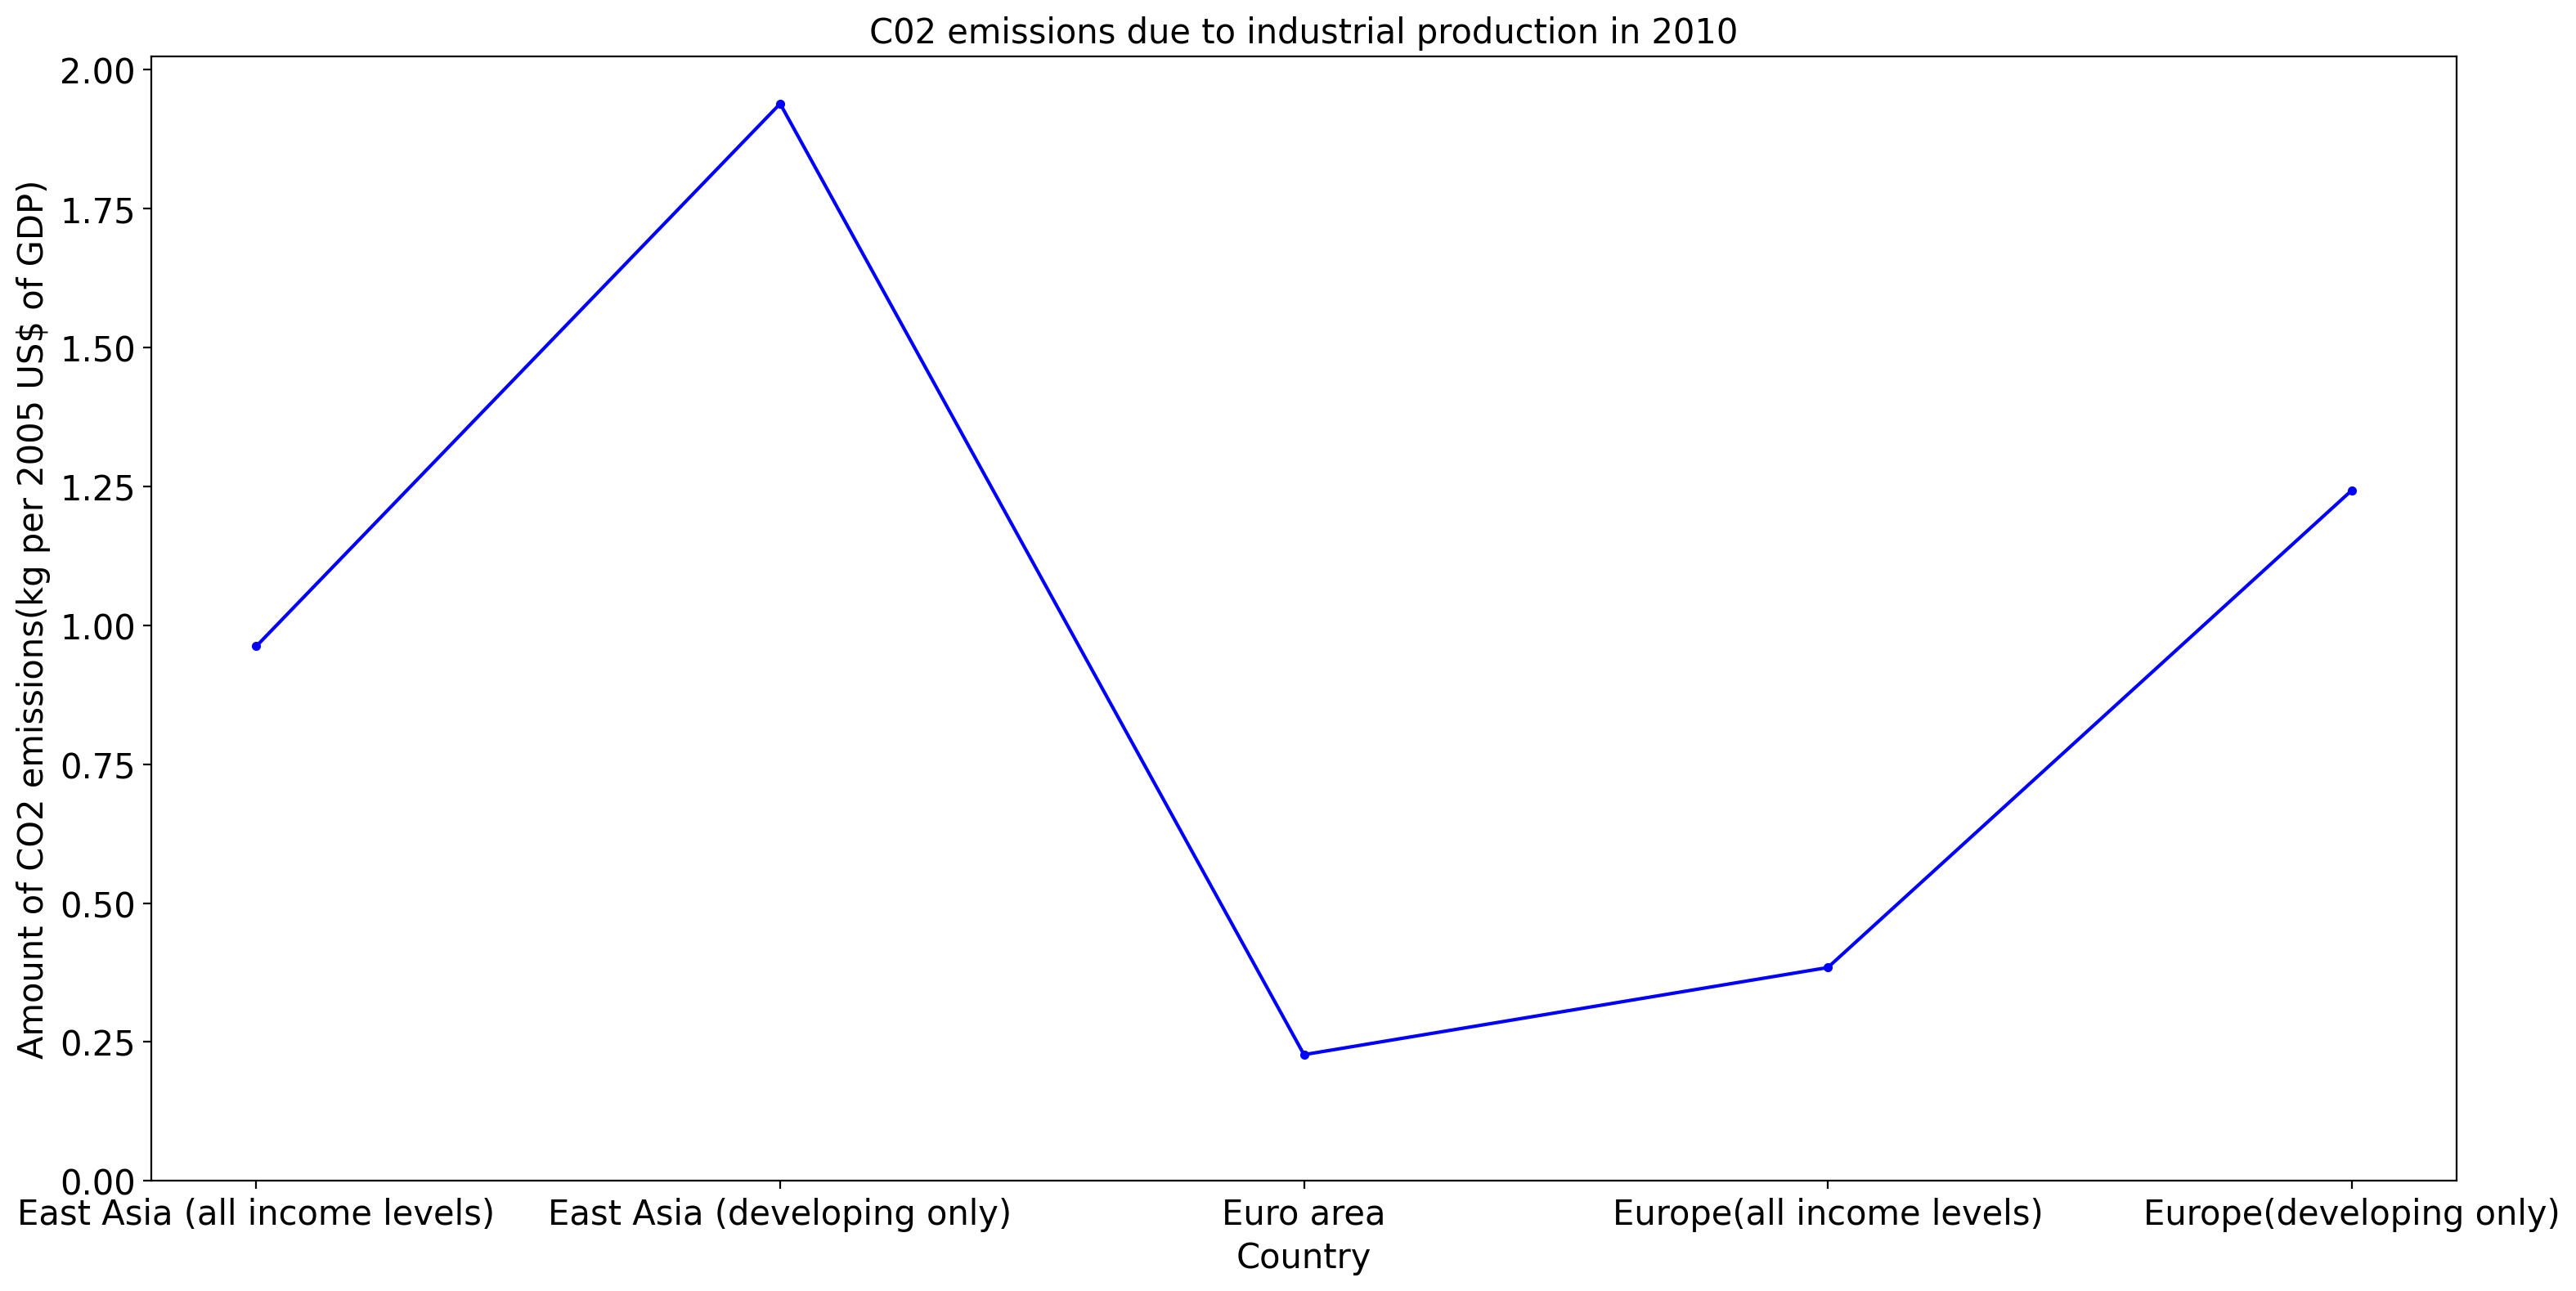 C02 emissions due to industrial production in 2010
Amount of CO2 emissions(kg per 2005 US$ of GDP)
2.00
1.75
1.50
1.25
1.00
0.75
0.50
0.25
0.00
East Asia (all income levels)
East Asia (developing only)
Euro area
Europe(all income levels)
Europe(developing only)
Country